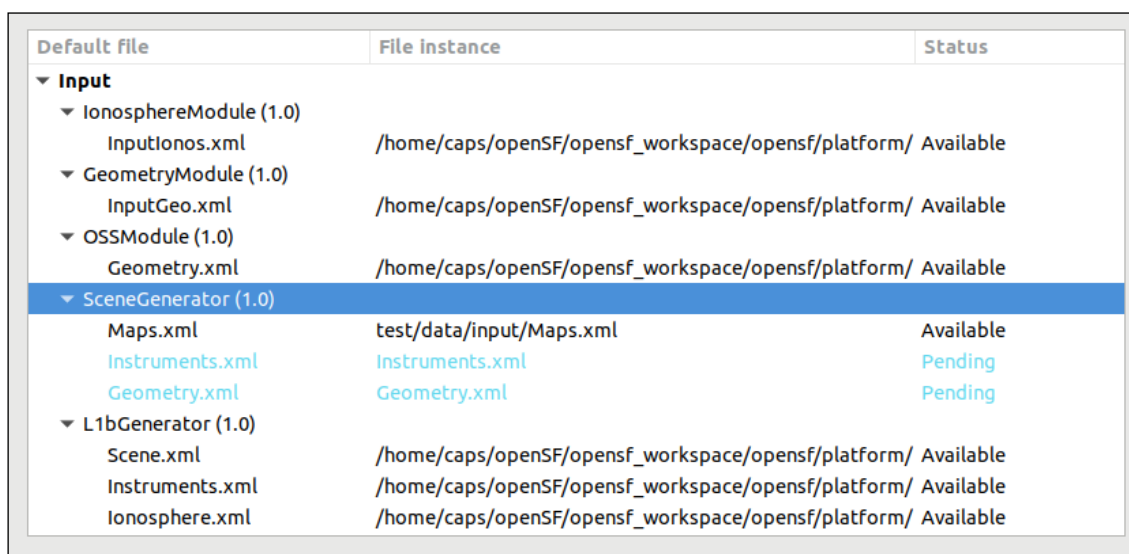 Default file File instance Status
Input
IonosphereModule (1.0)
InputIonos.xml /home/caps/openSF/opensf_workspace/opensf/platform/ Available
GeometryModule (1.0)
InputGeo.xml /home/caps/openSF/opensf_workspace/opensf/platform/ Available
OSSModule (1.0)
Geometry.xml /home/caps/openSF/opensf_workspace/opensf/platform/ Available
SceneGenerator (1.0)
Maps.xml test/data/input/Maps.xml Available
Instruments.xml Instruments.xml Pending
Geometry.xml Geometry.xml Pending
L1bGenerator (1.0)
Scene.xml /home/caps/openSF/opensf_workspace/opensf/platform/ Available
Instruments.xml /home/caps/openSF/opensf_workspace/opensf/platform/ Available
Ionosphere.xml /home/caps/openSF/opensf_workspace/opensf/platform/ Available